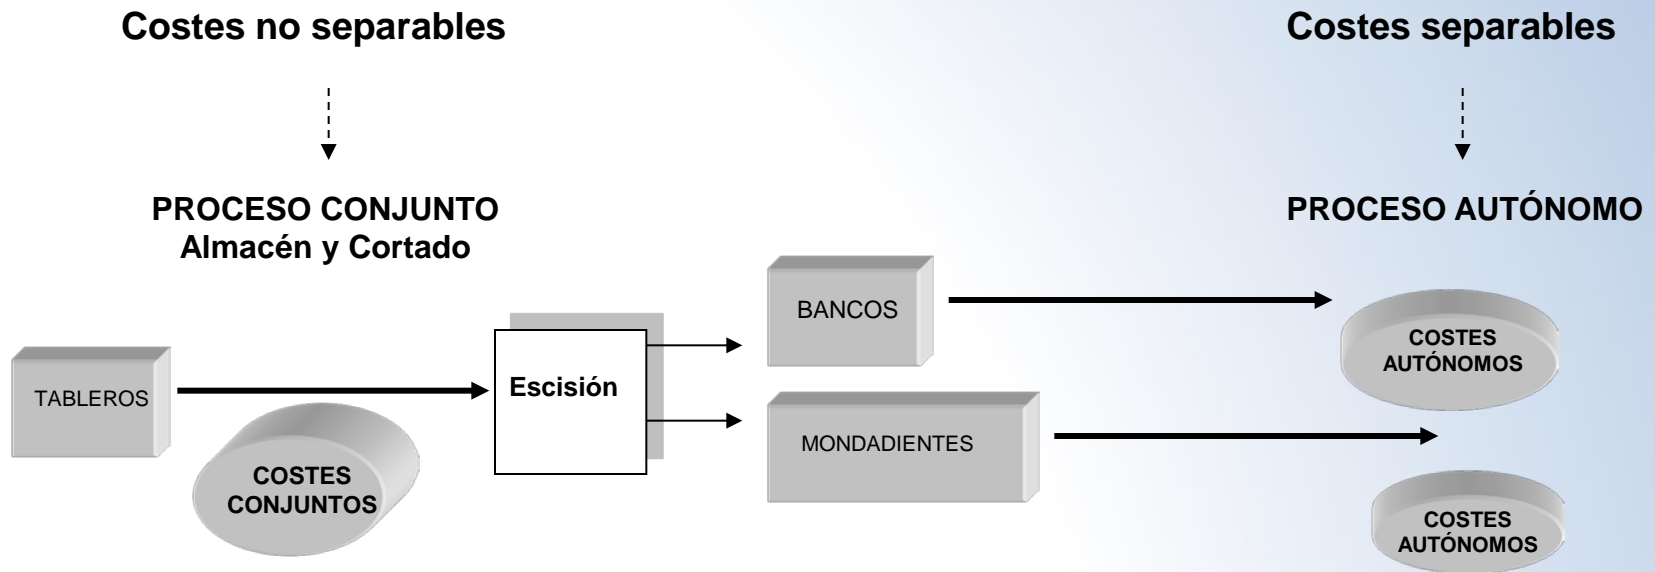 Costes no separables
Costes separables
PROCESO CONJUNTO
Almacén y Cortado
PROCESO AUTÓNOMO
TABLEROS
COSTES
CONJUNTOS
Escisión
BANCOS
MONDADIENTES
COSTES
AUTÓNOMOS
COSTES
AUTÓNOMOS